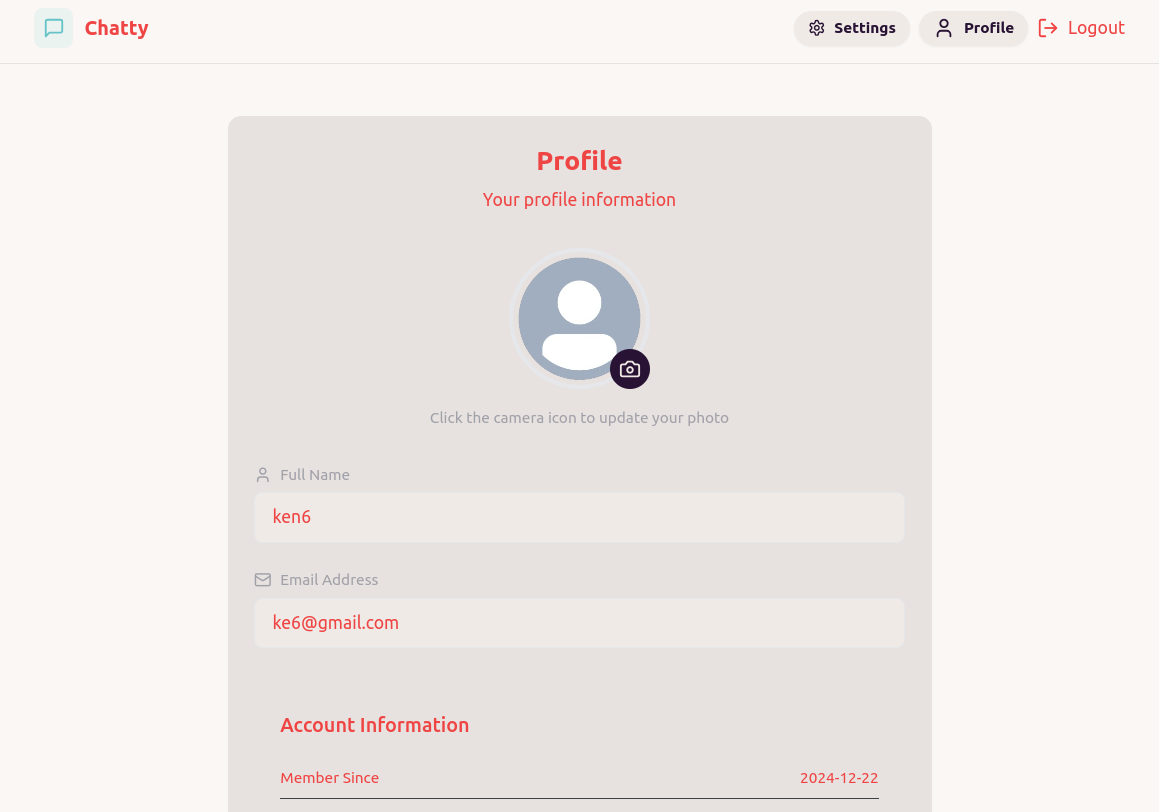 Chatty
Settings
Profile
Logout
Profile
Your profile information
Click the camera icon to update your photo
Full Name
ken6
Email Address
ke6@gmail.com
Account Information
Member Since
2024-12-22